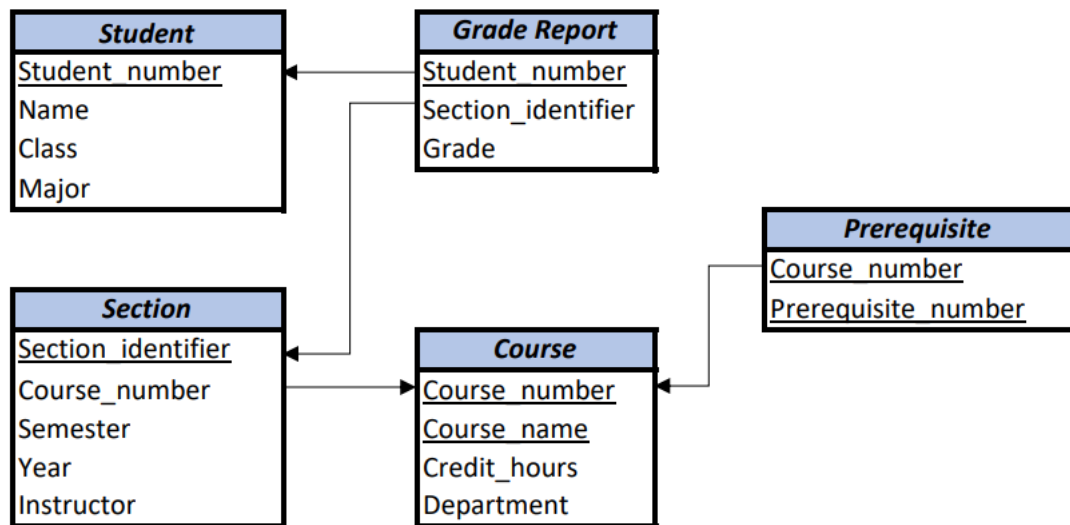 Student
Student_number
Name
Class
Major
Grade Report
Student_number
Section_identifier
Grade
Prerequisite
Course_number
Prerequisite_number
Section
Section_identifier
Course_number
Semester
Year
Instructor
Course
Course_number
Course_name
Credit_hours
Department